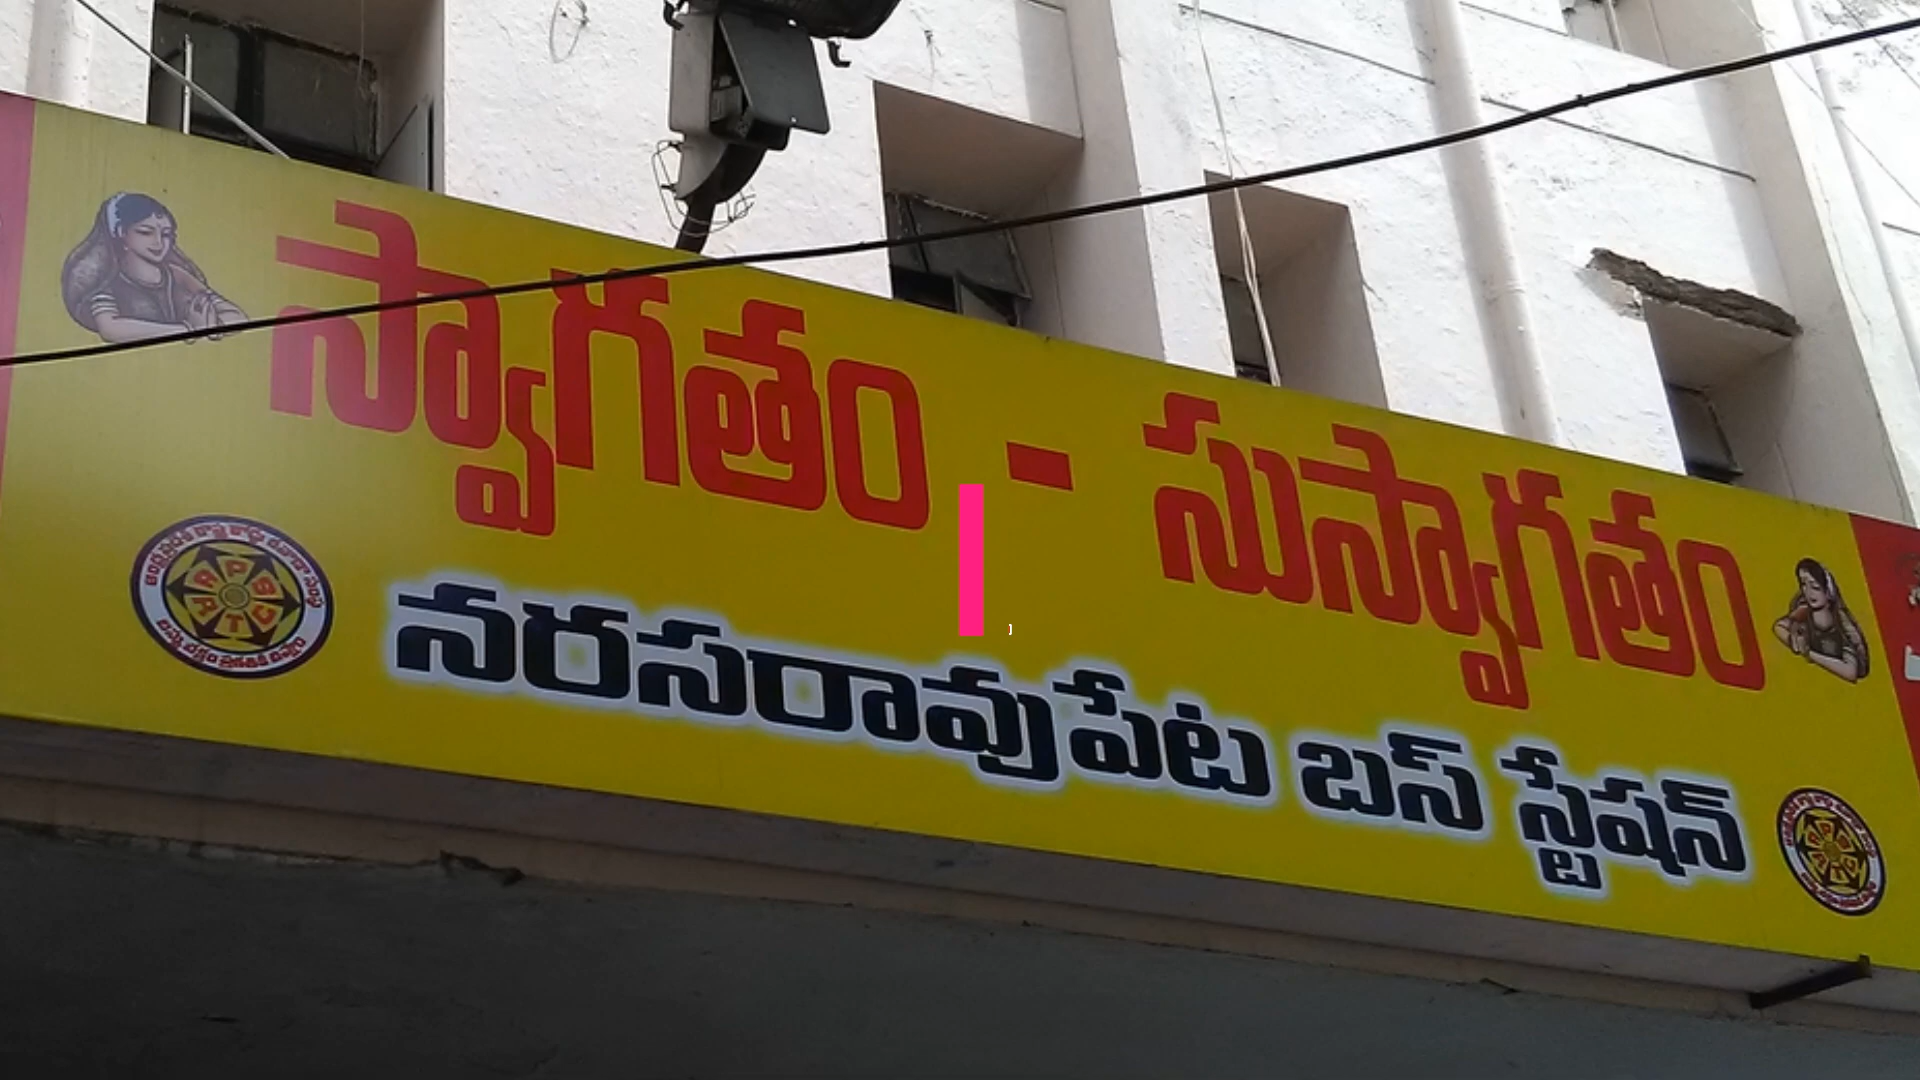 స్వాగతం - సుస్వాగతం
నరసరావుపేట బస్ స్టేషన్